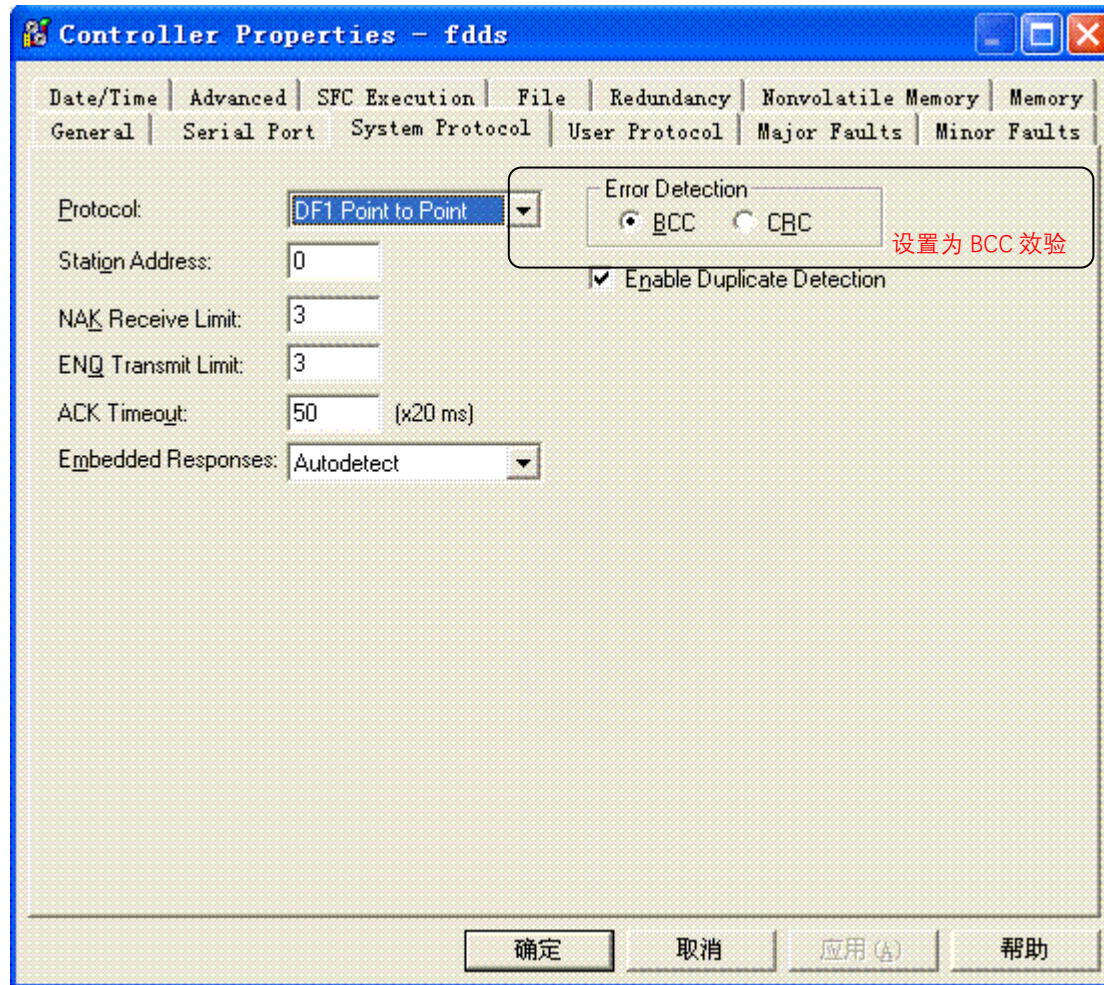 Controller Properties - fdds
Date/Time Advanced SFC Execution File Redundancy Nonvolatile Memory Memory
General Serial Port System Protocol User Protocol Major Faults Minor Faults
Protocol: DF1 Point to Point
Error Detection
BCC CRC
设置为 BCC 效验
Station Address: 0
Enable Duplicate Detection
NAK Receive Limit: 3
ENQ Transmit Limit: 3
ACK Timeout: 50 (x20 ms)
Embedded Responses: Autodetect
确定 取消 应用(A) 帮助